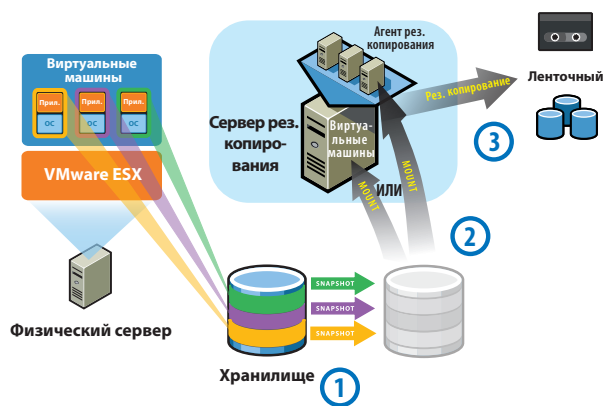 Виртуальные
машины
Прил.
Прил.
Прил.
ОС
ОС
ОС
VMware ESX
Физический сервер
Агент рез.
копирования
Сервер рез.
копиро-
вания
Виртуа-
льные
машины
ИЛИ
MOUNT
MOUNT
Рез. копирование
Ленточный
3
2
SNAPSHOT
SNAPSHOT
SNAPSHOT
Хранилище
1